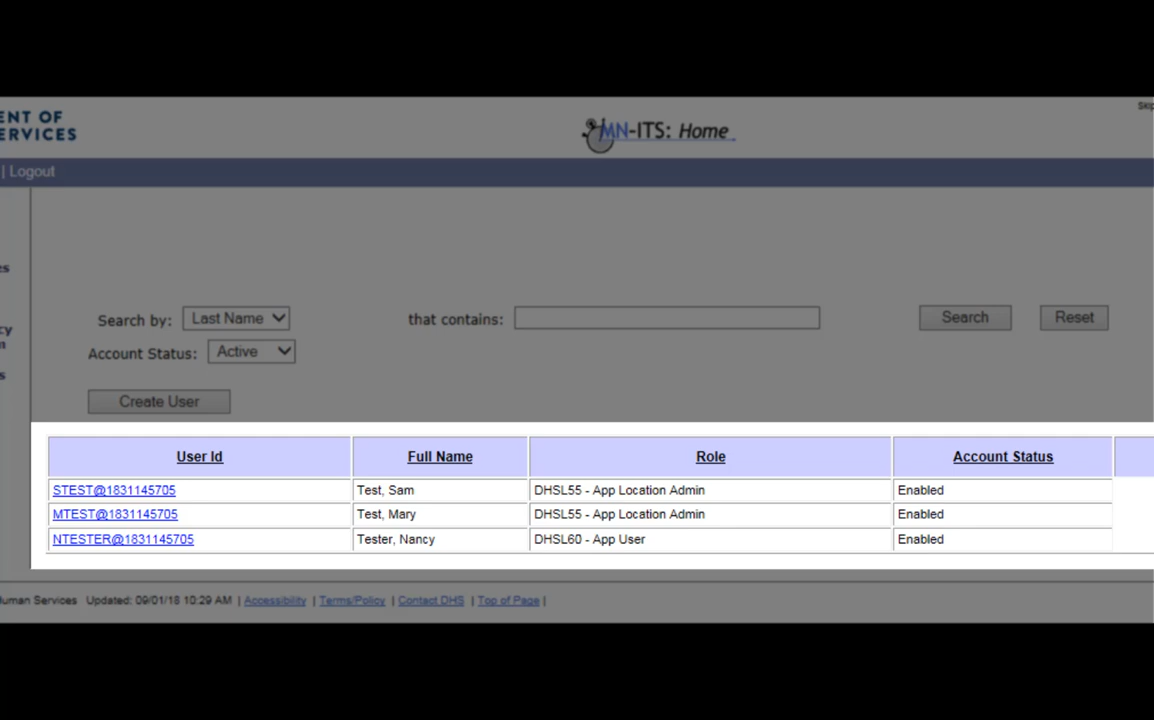 ENT OF
ERVICES
MN-ITS: Home
Skip
| Logout
es
cy
n
s
Search by: Last Name that contains: Search Reset
Account Status: Active
Create User
User Id Full Name Role Account Status
STEST@1831145705 Test, Sam DHSL55 - App Location Admin Enabled
MTEST@1831145705 Test, Mary DHSL55 - App Location Admin Enabled
NTESTER@1831145705 Tester, Nancy DHSL60 - App User Enabled
Human Services Updated: 09/01/18 10:29 AM | Accessibility | Terms/Policy | Contact DHS | Top of Page |